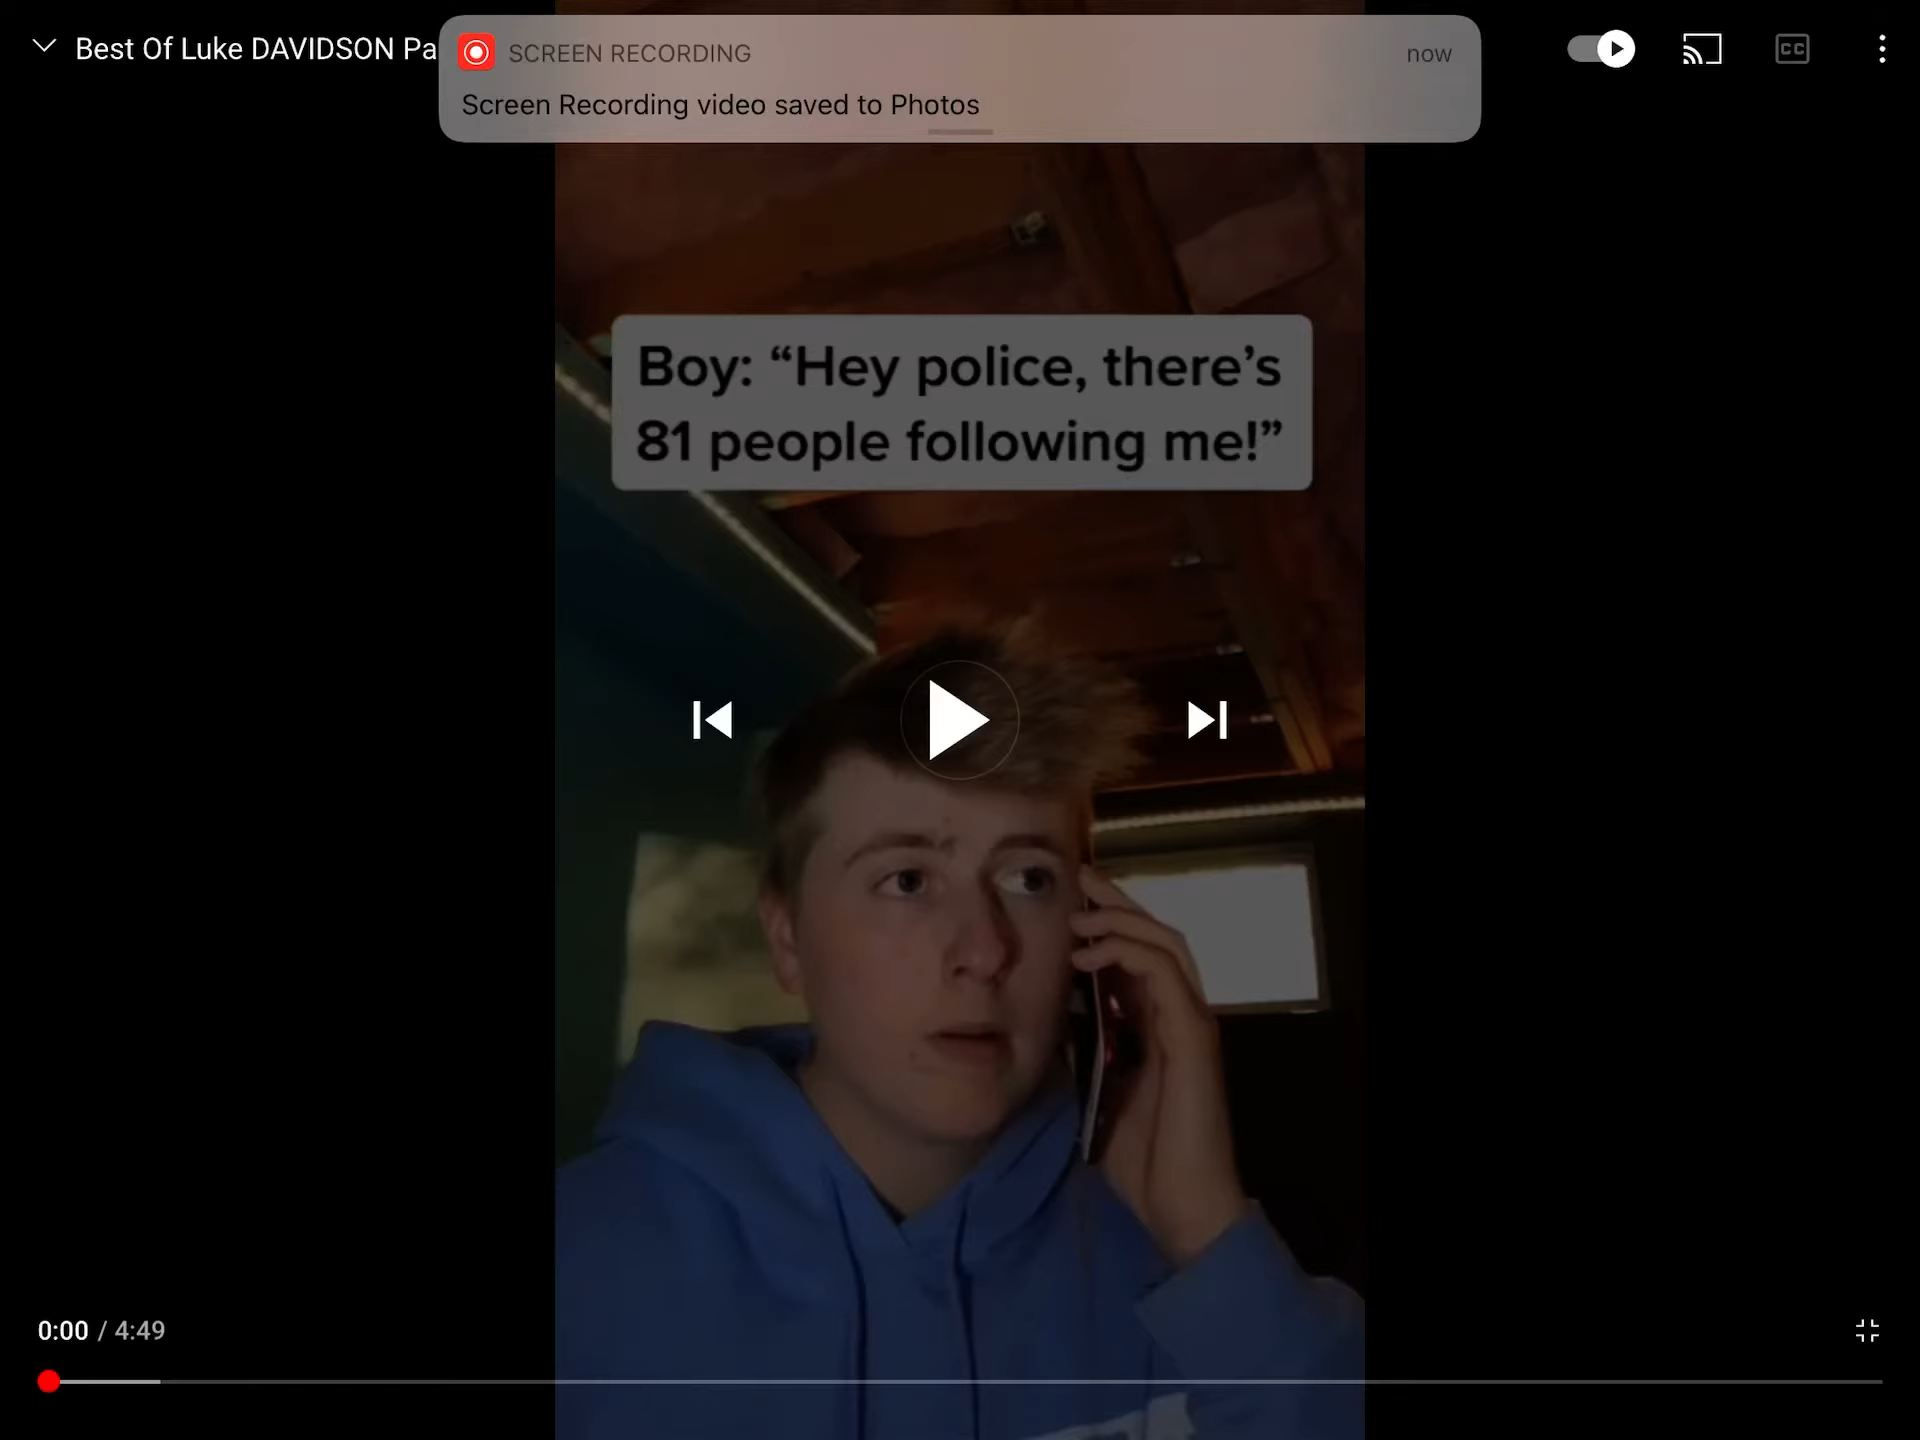 Best Of Luke DAVIDSON Pa
SCREEN RECORDING
now
Screen Recording video saved to Photos
CC
Boy: “Hey police, there’s
81 people following me!”
0:00 / 4:49